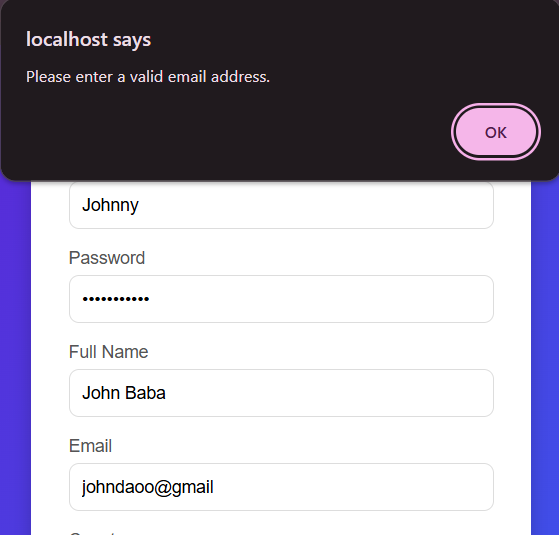 localhost says
Please enter a valid email address.
OK
Johnny
Password
•••••••••••
Full Name
John Baba
Email
johndaoo@gmail